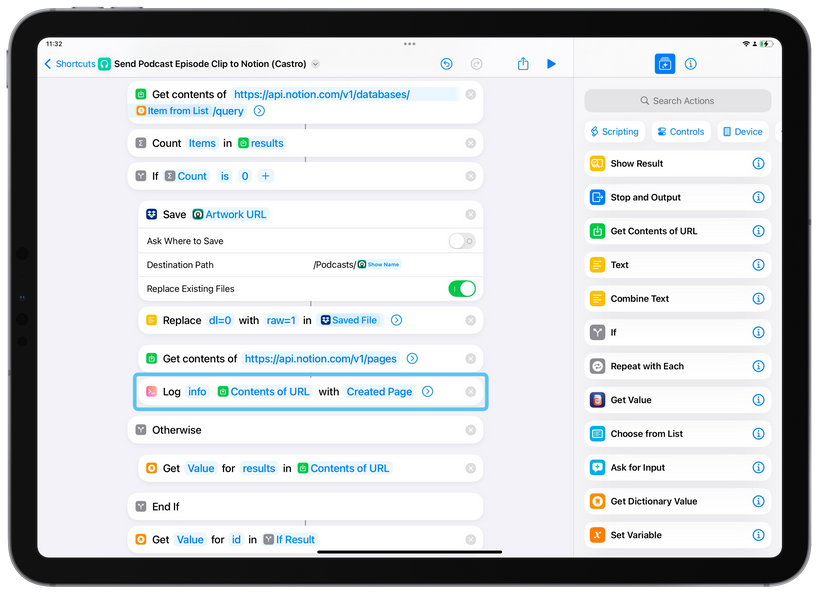 11:32
Shortcuts
Send Podcast Episode Clip to Notion (Castro)
Get contents of https://api.notion.com/v1/databases/
Item from List /query
Count Items in results
If Count is 0 +
Save Artwork URL
Ask Where to Save
Destination Path /Podcasts/ Show Name
Replace Existing Files
Replace dl=0 with raw=1 in Saved File
Get contents of https://api.notion.com/v1/pages
Log info Contents of URL with Created Page
Otherwise
Get Value for results in Contents of URL
End If
Get Value for id in If Result
Search Actions
Scripting Controls Device
Show Result
Stop and Output
Get Contents of URL
Text
Combine Text
If
Repeat with Each
Get Value
Choose from List
Ask for Input
Get Dictionary Value
Set Variable